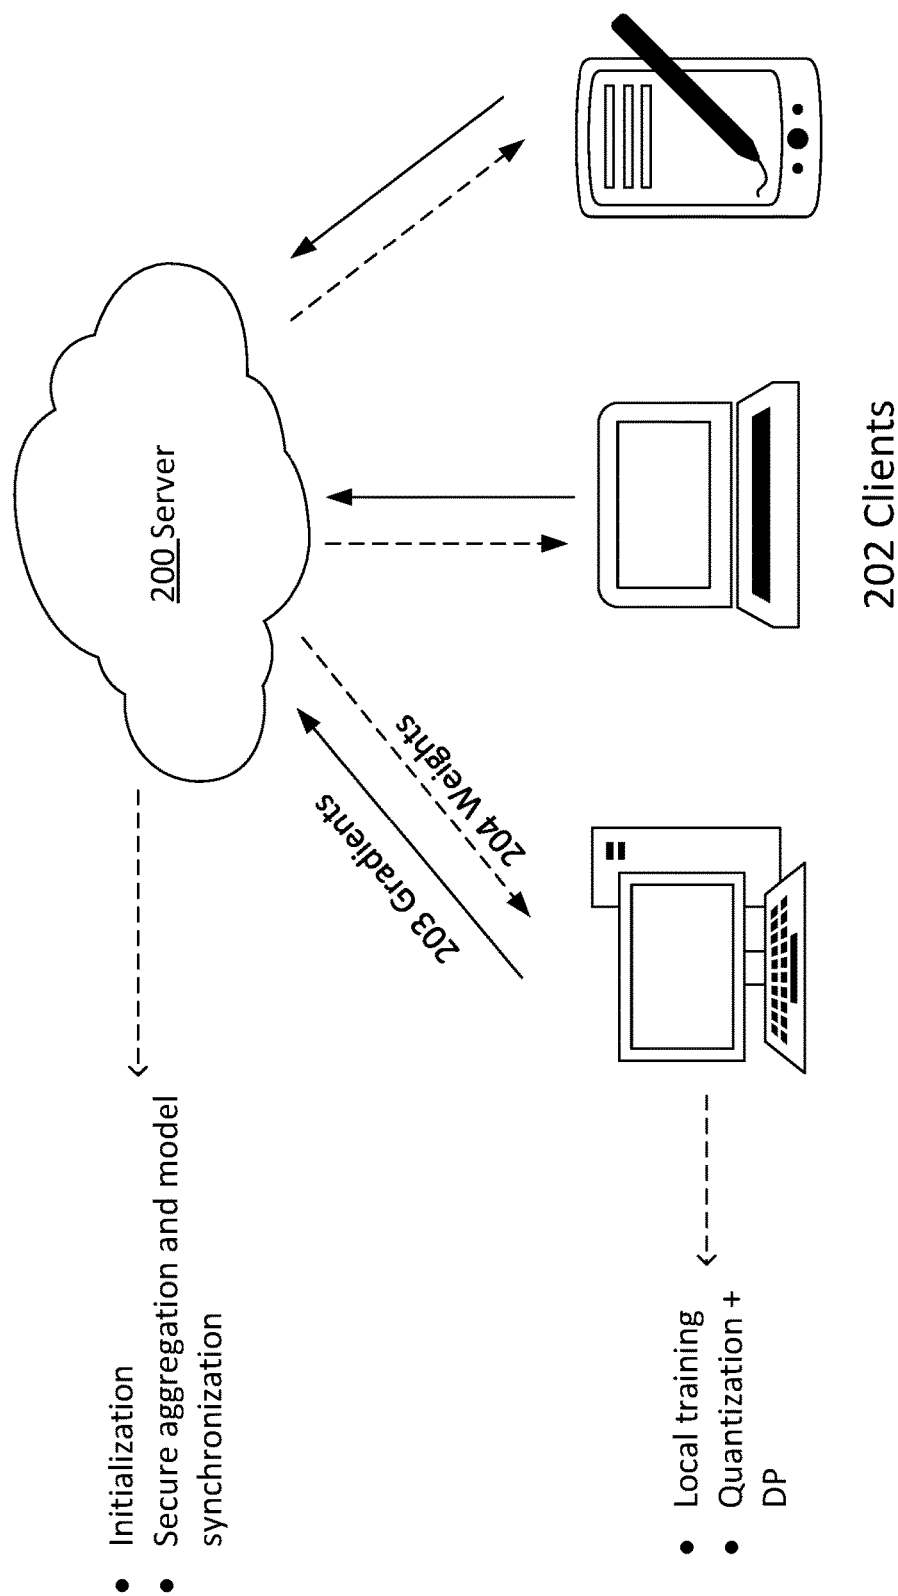 • Initialization
• Secure aggregation and model
synchronization
200 Server
203 Gradients
204 Weights
• Local training
• Quantization +
DP
202 Clients